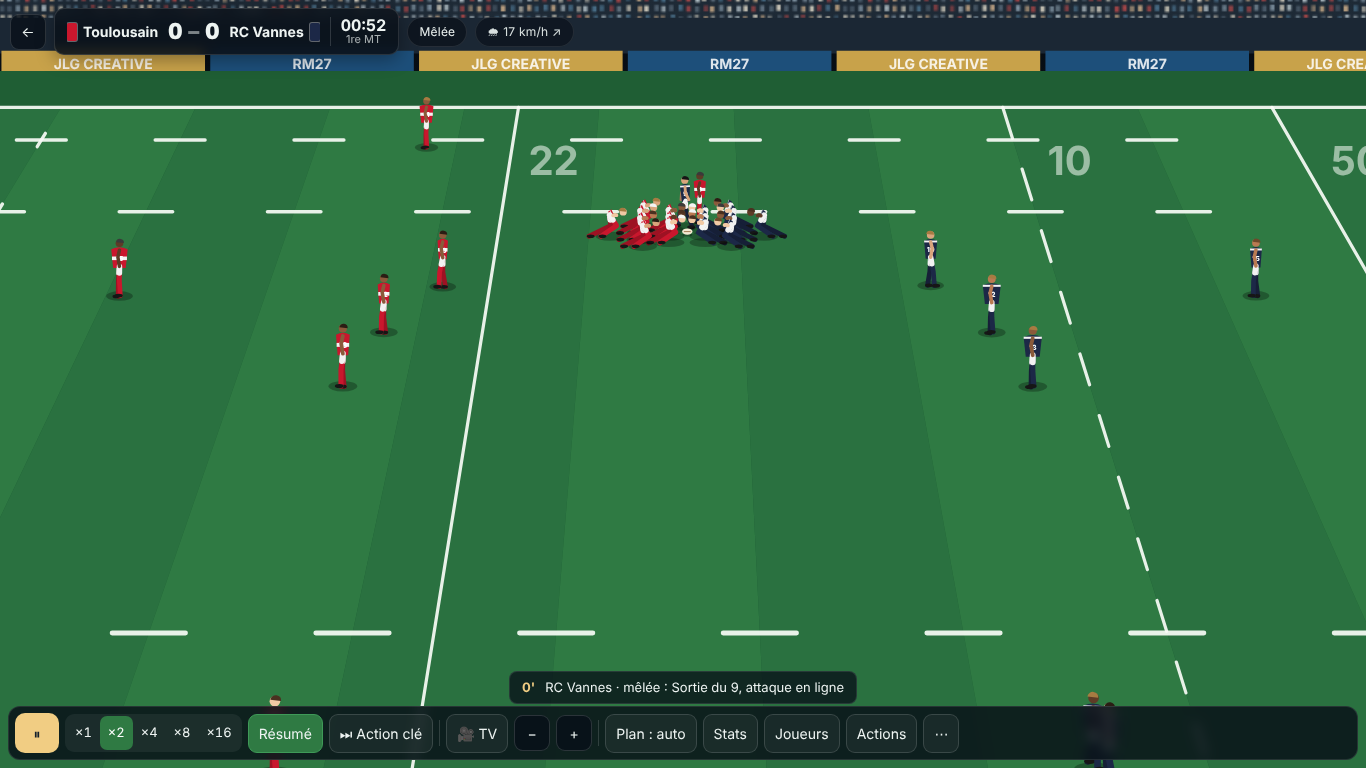 ← Toulousain 0 – 0 RC Vannes 00:52 1re MT Mêlée 17 km/h ↗
JLG CREATIVE RM27 JLG CREATIVE RM27 JLG CREATIVE RM27 JLG CRE
22 10 50
0' RC Vannes · mêlée : Sortie du 9, attaque en ligne
×1 ×2 ×4 ×8 ×16 Résumé Action clé TV − + Plan : auto Stats Joueurs Actions ···